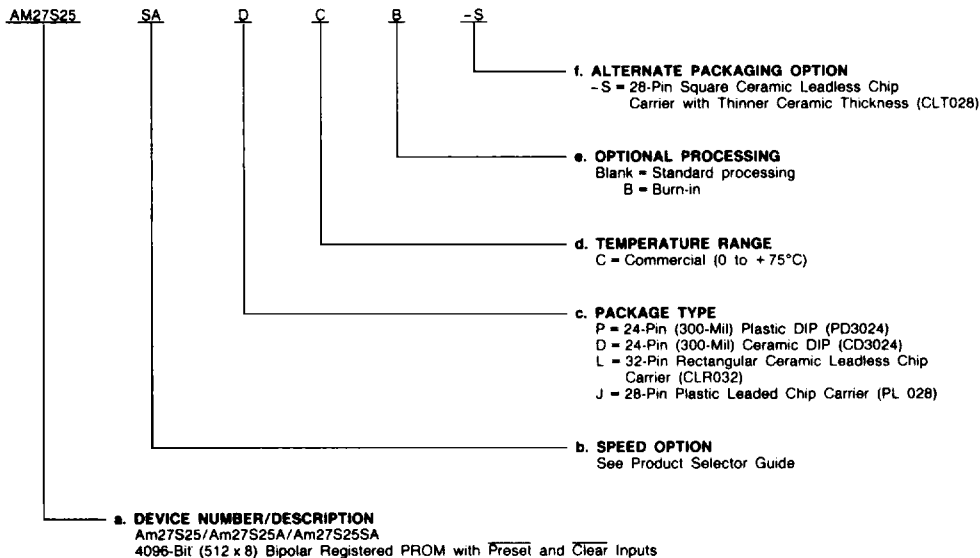 AM27S25 SA D C B -S
f. ALTERNATE PACKAGING OPTION
-S = 28-Pin Square Ceramic Leadless Chip
Carrier with Thinner Ceramic Thickness (CLT028)
e. OPTIONAL PROCESSING
Blank = Standard processing
B = Burn-in
d. TEMPERATURE RANGE
C = Commercial (0 to +75°C)
c. PACKAGE TYPE
P = 24-Pin (300-Mil) Plastic DIP (PD3024)
D = 24-Pin (300-Mil) Ceramic DIP (CD3024)
L = 32-Pin Rectangular Ceramic Leadless Chip
Carrier (CLR032)
J = 28-Pin Plastic Leaded Chip Carrier (PL 028)
b. SPEED OPTION
See Product Selector Guide
a. DEVICE NUMBER/DESCRIPTION
Am27S25/Am27S25A/Am27S25SA
4096-Bit (512 x 8) Bipolar Registered PROM with Preset and Clear Inputs